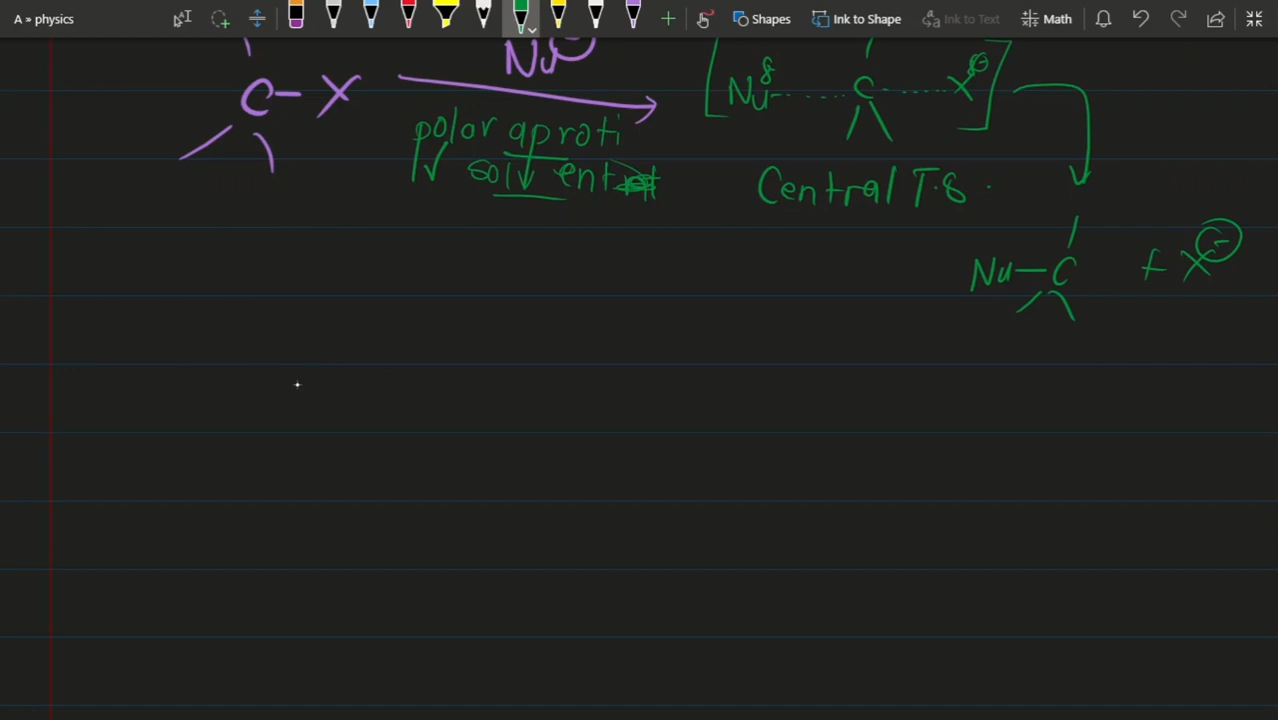 A » physics
Shapes
Ink to Shape
Ink to Text
Math
C - X
Nu⊖
polar aproti
solvent
[Nu δ ..... C ..... X δ⊖]
Central T.S.
Nu — C + X⊖